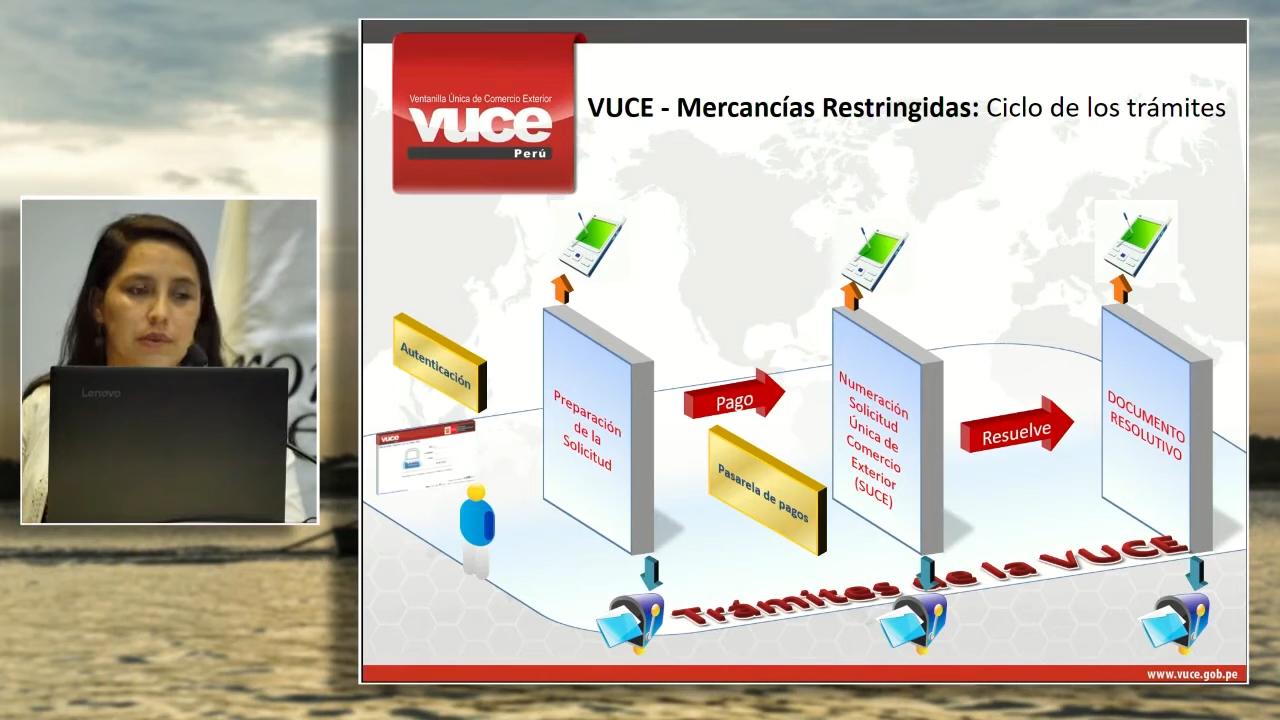 Ventanilla Única de Comercio Exterior
vuce
Perú
VUCE - Mercancías Restringidas: Ciclo de los trámites
Autenticación
vuce
Preparación
de la
Solicitud
Pago
Pasarela de pagos
Numeración
Solicitud
Única de
Comercio
Exterior
(SUCE)
Resuelve
DOCUMENTO
RESOLUTIVO
Trámites de la VUCE
www.vuce.gob.pe
Lenovo